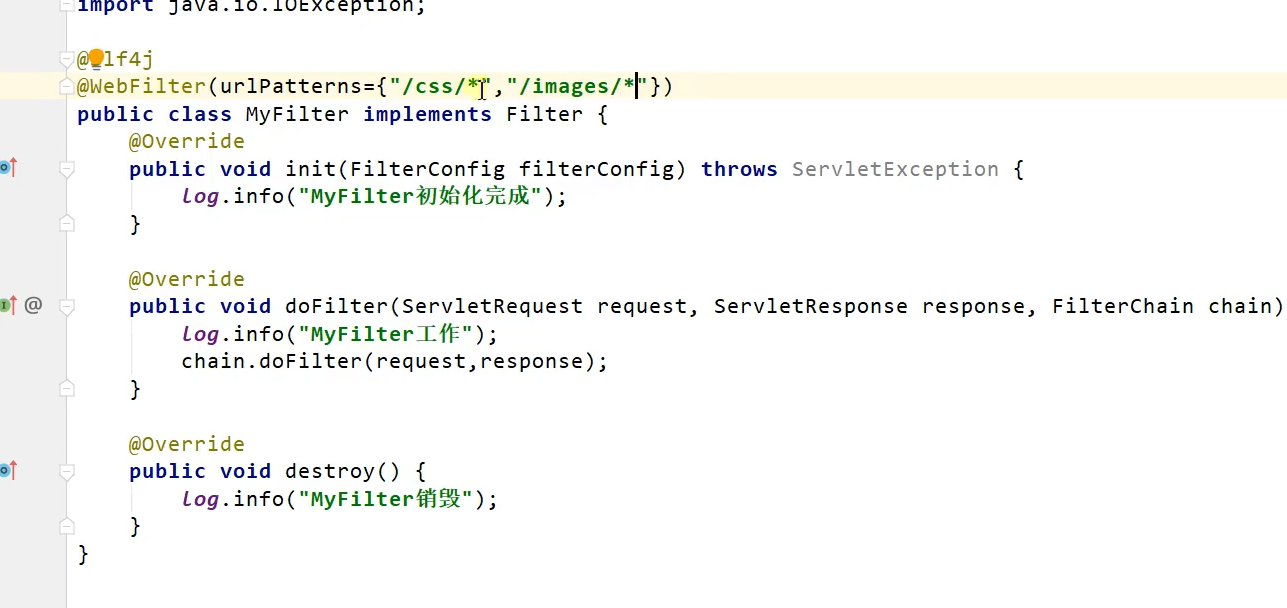 import java.io.IOException;
@Slf4j
@WebFilter(urlPatterns={"/css/*","/images/*"})
public class MyFilter implements Filter {
@Override
public void init(FilterConfig filterConfig) throws ServletException {
log.info("MyFilter初始化完成");
}
@Override
@ public void doFilter(ServletRequest request, ServletResponse response, FilterChain chain)
log.info("MyFilter工作");
chain.doFilter(request,response);
}
@Override
public void destroy() {
log.info("MyFilter销毁");
}
}